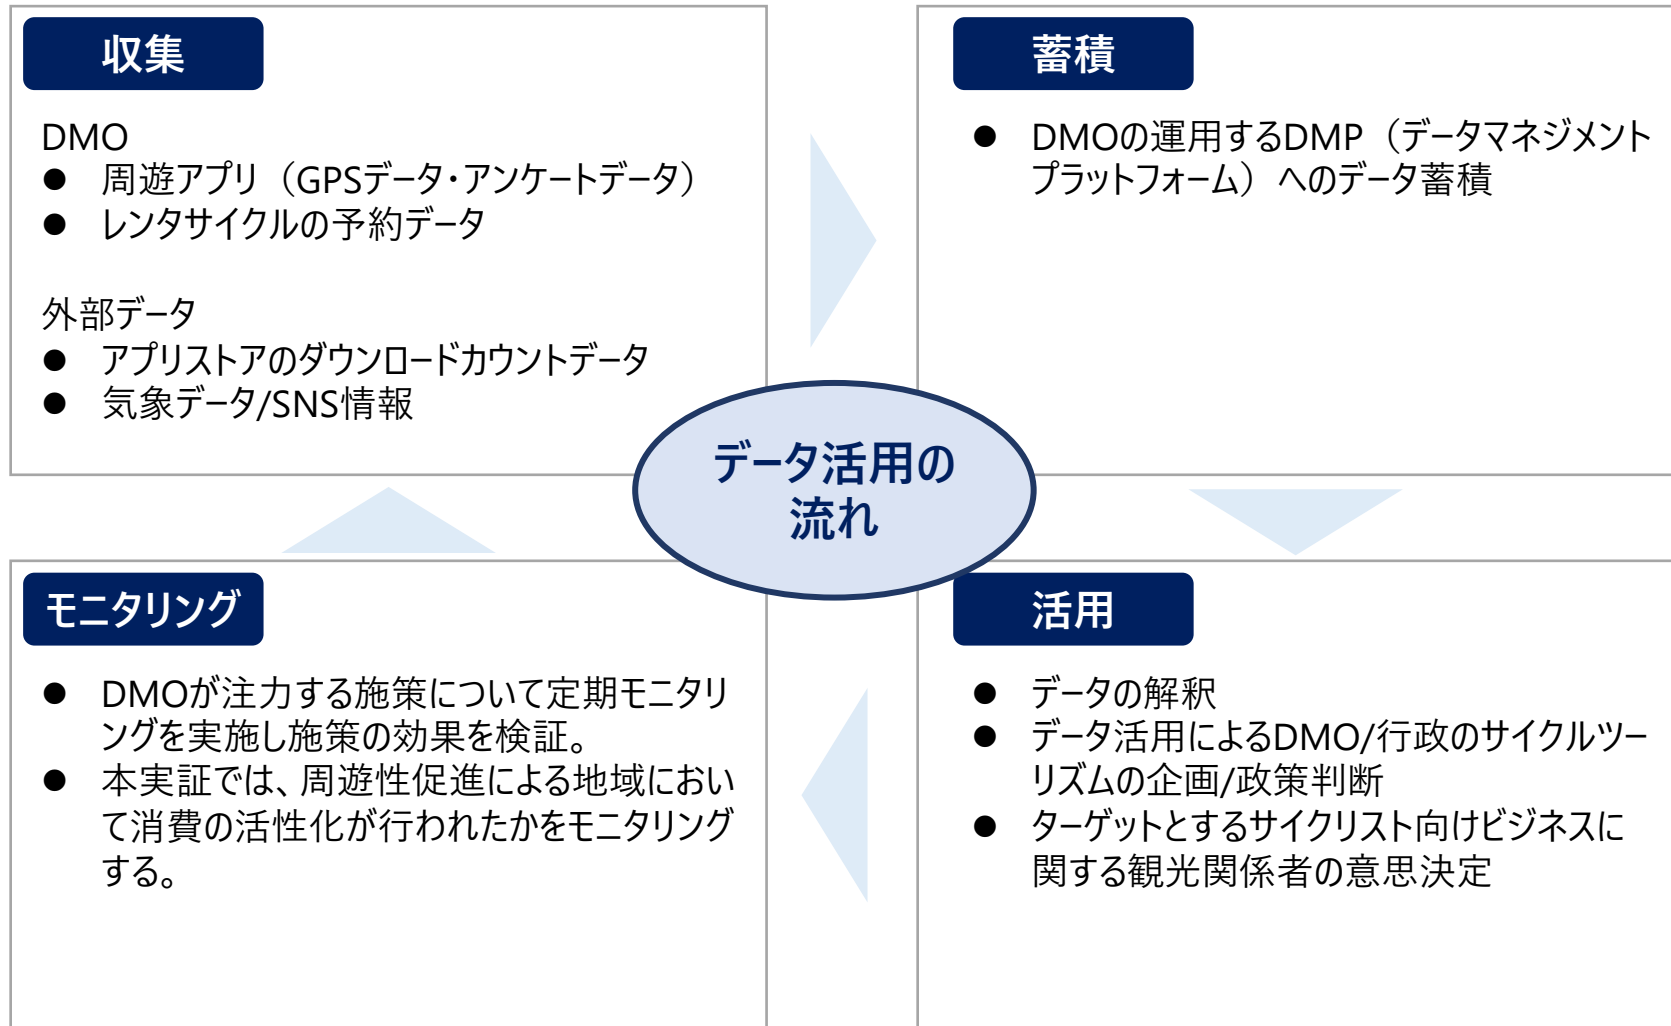 収集
DMO
● 周遊アプリ（GPSデータ・アンケートデータ）
● レンタサイクルの予約データ
外部データ
● アプリストアのダウンロードカウントデータ
● 気象データ/SNS情報
蓄積
● DMOの運用するDMP（データマネジメント
プラットフォーム）へのデータ蓄積
データ活用の
流れ
モニタリング
● DMOが注力する施策について定期モニタリ
ングを実施し施策の効果を検証。
● 本実証では、周遊性促進による地域におい
て消費の活性化が行われたかをモニタリング
する。
活用
● データの解釈
● データ活用によるDMO/行政のサイクルツー
リズムの企画/政策判断
● ターゲットとするサイクリスト向けビジネスに
関する観光関係者の意思決定